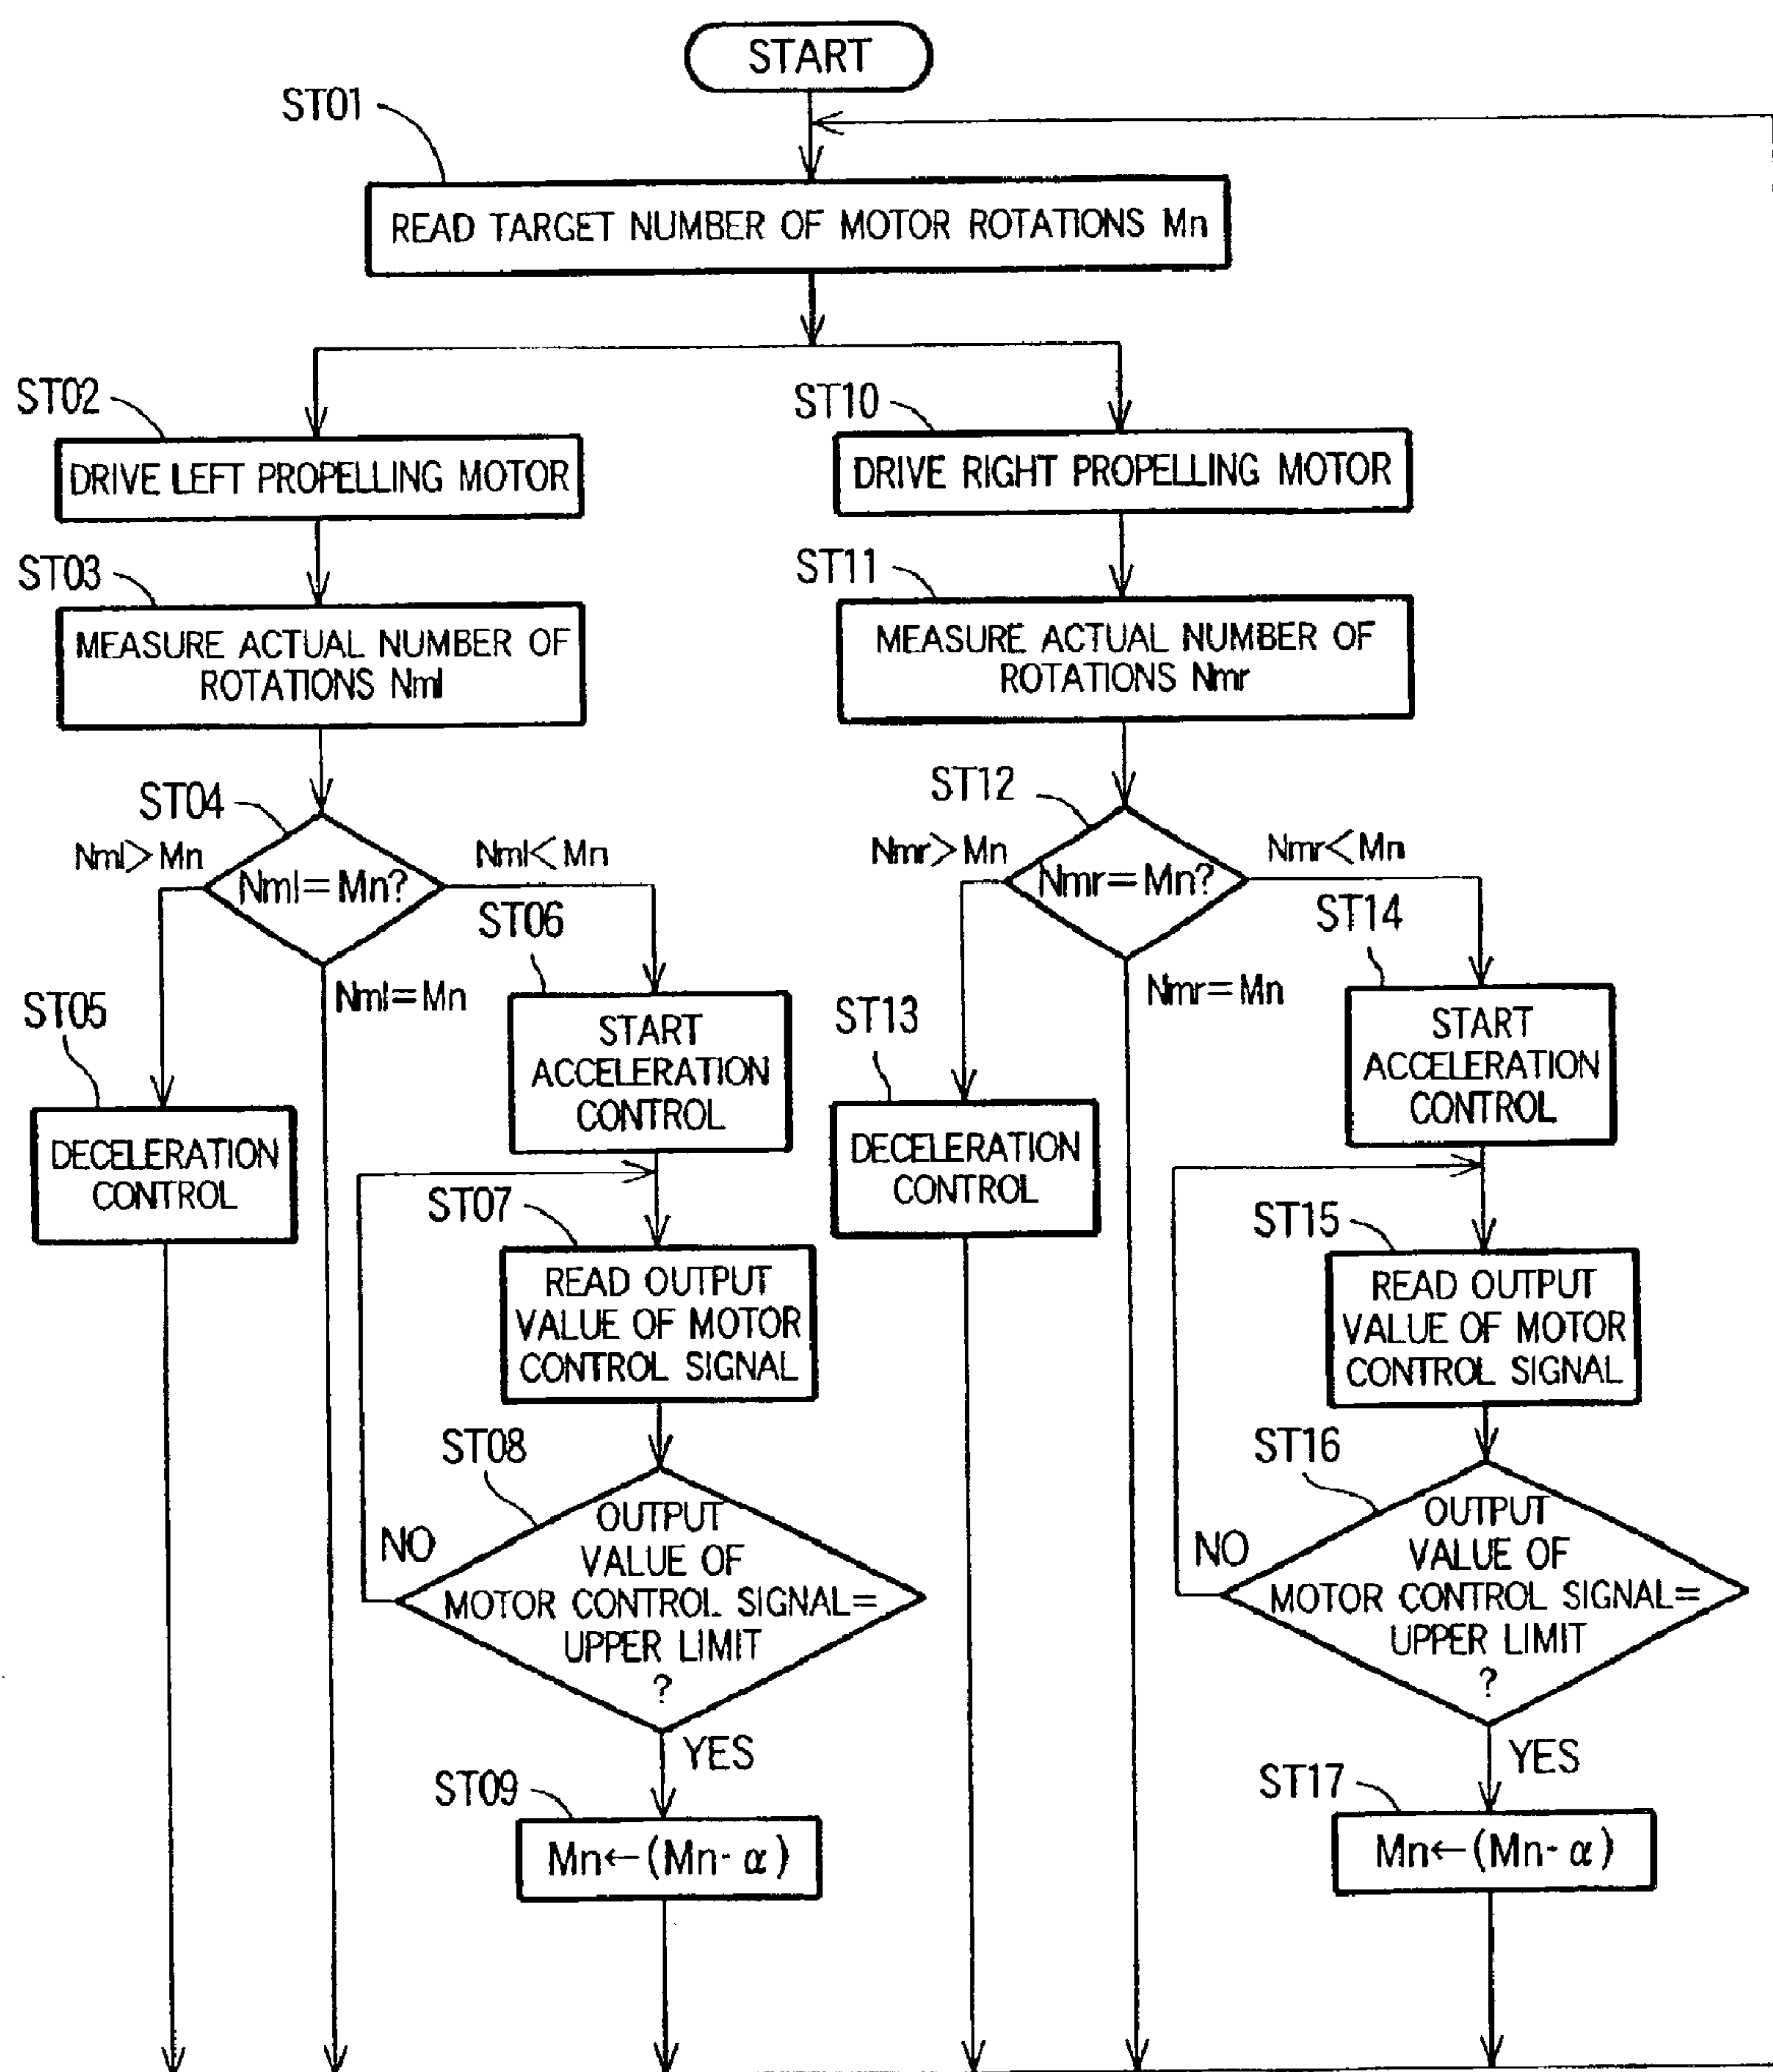 START
ST01
READ TARGET NUMBER OF MOTOR ROTATIONS Mn
ST02
DRIVE LEFT PROPELLING MOTOR
ST03
MEASURE ACTUAL NUMBER OF
ROTATIONS Nml
ST04
Nml>Mn
Nml=Mn?
Nml<Mn
Nml=Mn
ST05
DECELERATION
CONTROL
ST06
START
ACCELERATION
CONTROL
ST07
READ OUTPUT
VALUE OF MOTOR
CONTROL SIGNAL
ST08
OUTPUT
VALUE OF
MOTOR CONTROL SIGNAL=
UPPER LIMIT
?
NO
YES
ST09
Mn←(Mn-α)
ST10
DRIVE RIGHT PROPELLING MOTOR
ST11
MEASURE ACTUAL NUMBER OF
ROTATIONS Nmr
ST12
Nmr>Mn
Nmr=Mn?
Nmr<Mn
Nmr=Mn
ST13
DECELERATION
CONTROL
ST14
START
ACCELERATION
CONTROL
ST15
READ OUTPUT
VALUE OF MOTOR
CONTROL SIGNAL
ST16
OUTPUT
VALUE OF
MOTOR CONTROL SIGNAL=
UPPER LIMIT
?
NO
YES
ST17
Mn←(Mn-α)